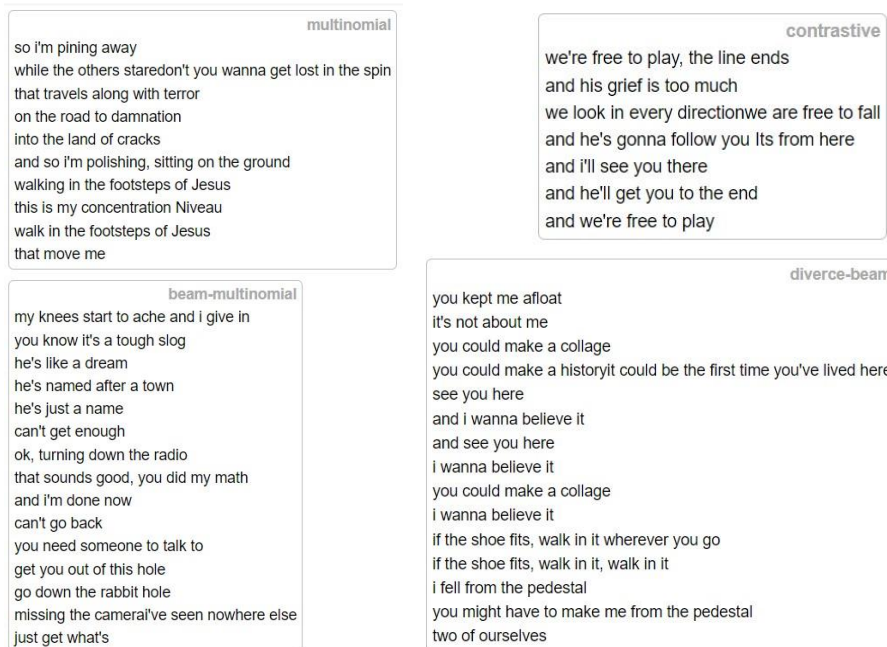 multinomial
so i'm pining away
while the others staredon't you wanna get lost in the spin
that travels along with terror
on the road to damnation
into the land of cracks
and so i'm polishing, sitting on the ground
walking in the footsteps of Jesus
this is my concentration Niveau
walk in the footsteps of Jesus
that move me
beam-multinomial
my knees start to ache and i give in
you know it's a tough slog
he's like a dream
he's named after a town
he's just a name
can't get enough
ok, turning down the radio
that sounds good, you did my math
and i'm done now
can't go back
you need someone to talk to
get you out of this hole
go down the rabbit hole
missing the camerai've seen nowhere else
just get what's
contrastive
we're free to play, the line ends
and his grief is too much
we look in every directionwe are free to fall
and he's gonna follow you Its from here
and i'll see you there
and he'll get you to the end
and we're free to play
diverce-beam
you kept me afloat
it's not about me
you could make a collage
you could make a historyit could be the first time you've lived here
see you here
and i wanna believe it
and see you here
i wanna believe it
you could make a collage
i wanna believe it
if the shoe fits, walk in it wherever you go
if the shoe fits, walk in it, walk in it
i fell from the pedestal
you might have to make me from the pedestal
two of ourselves